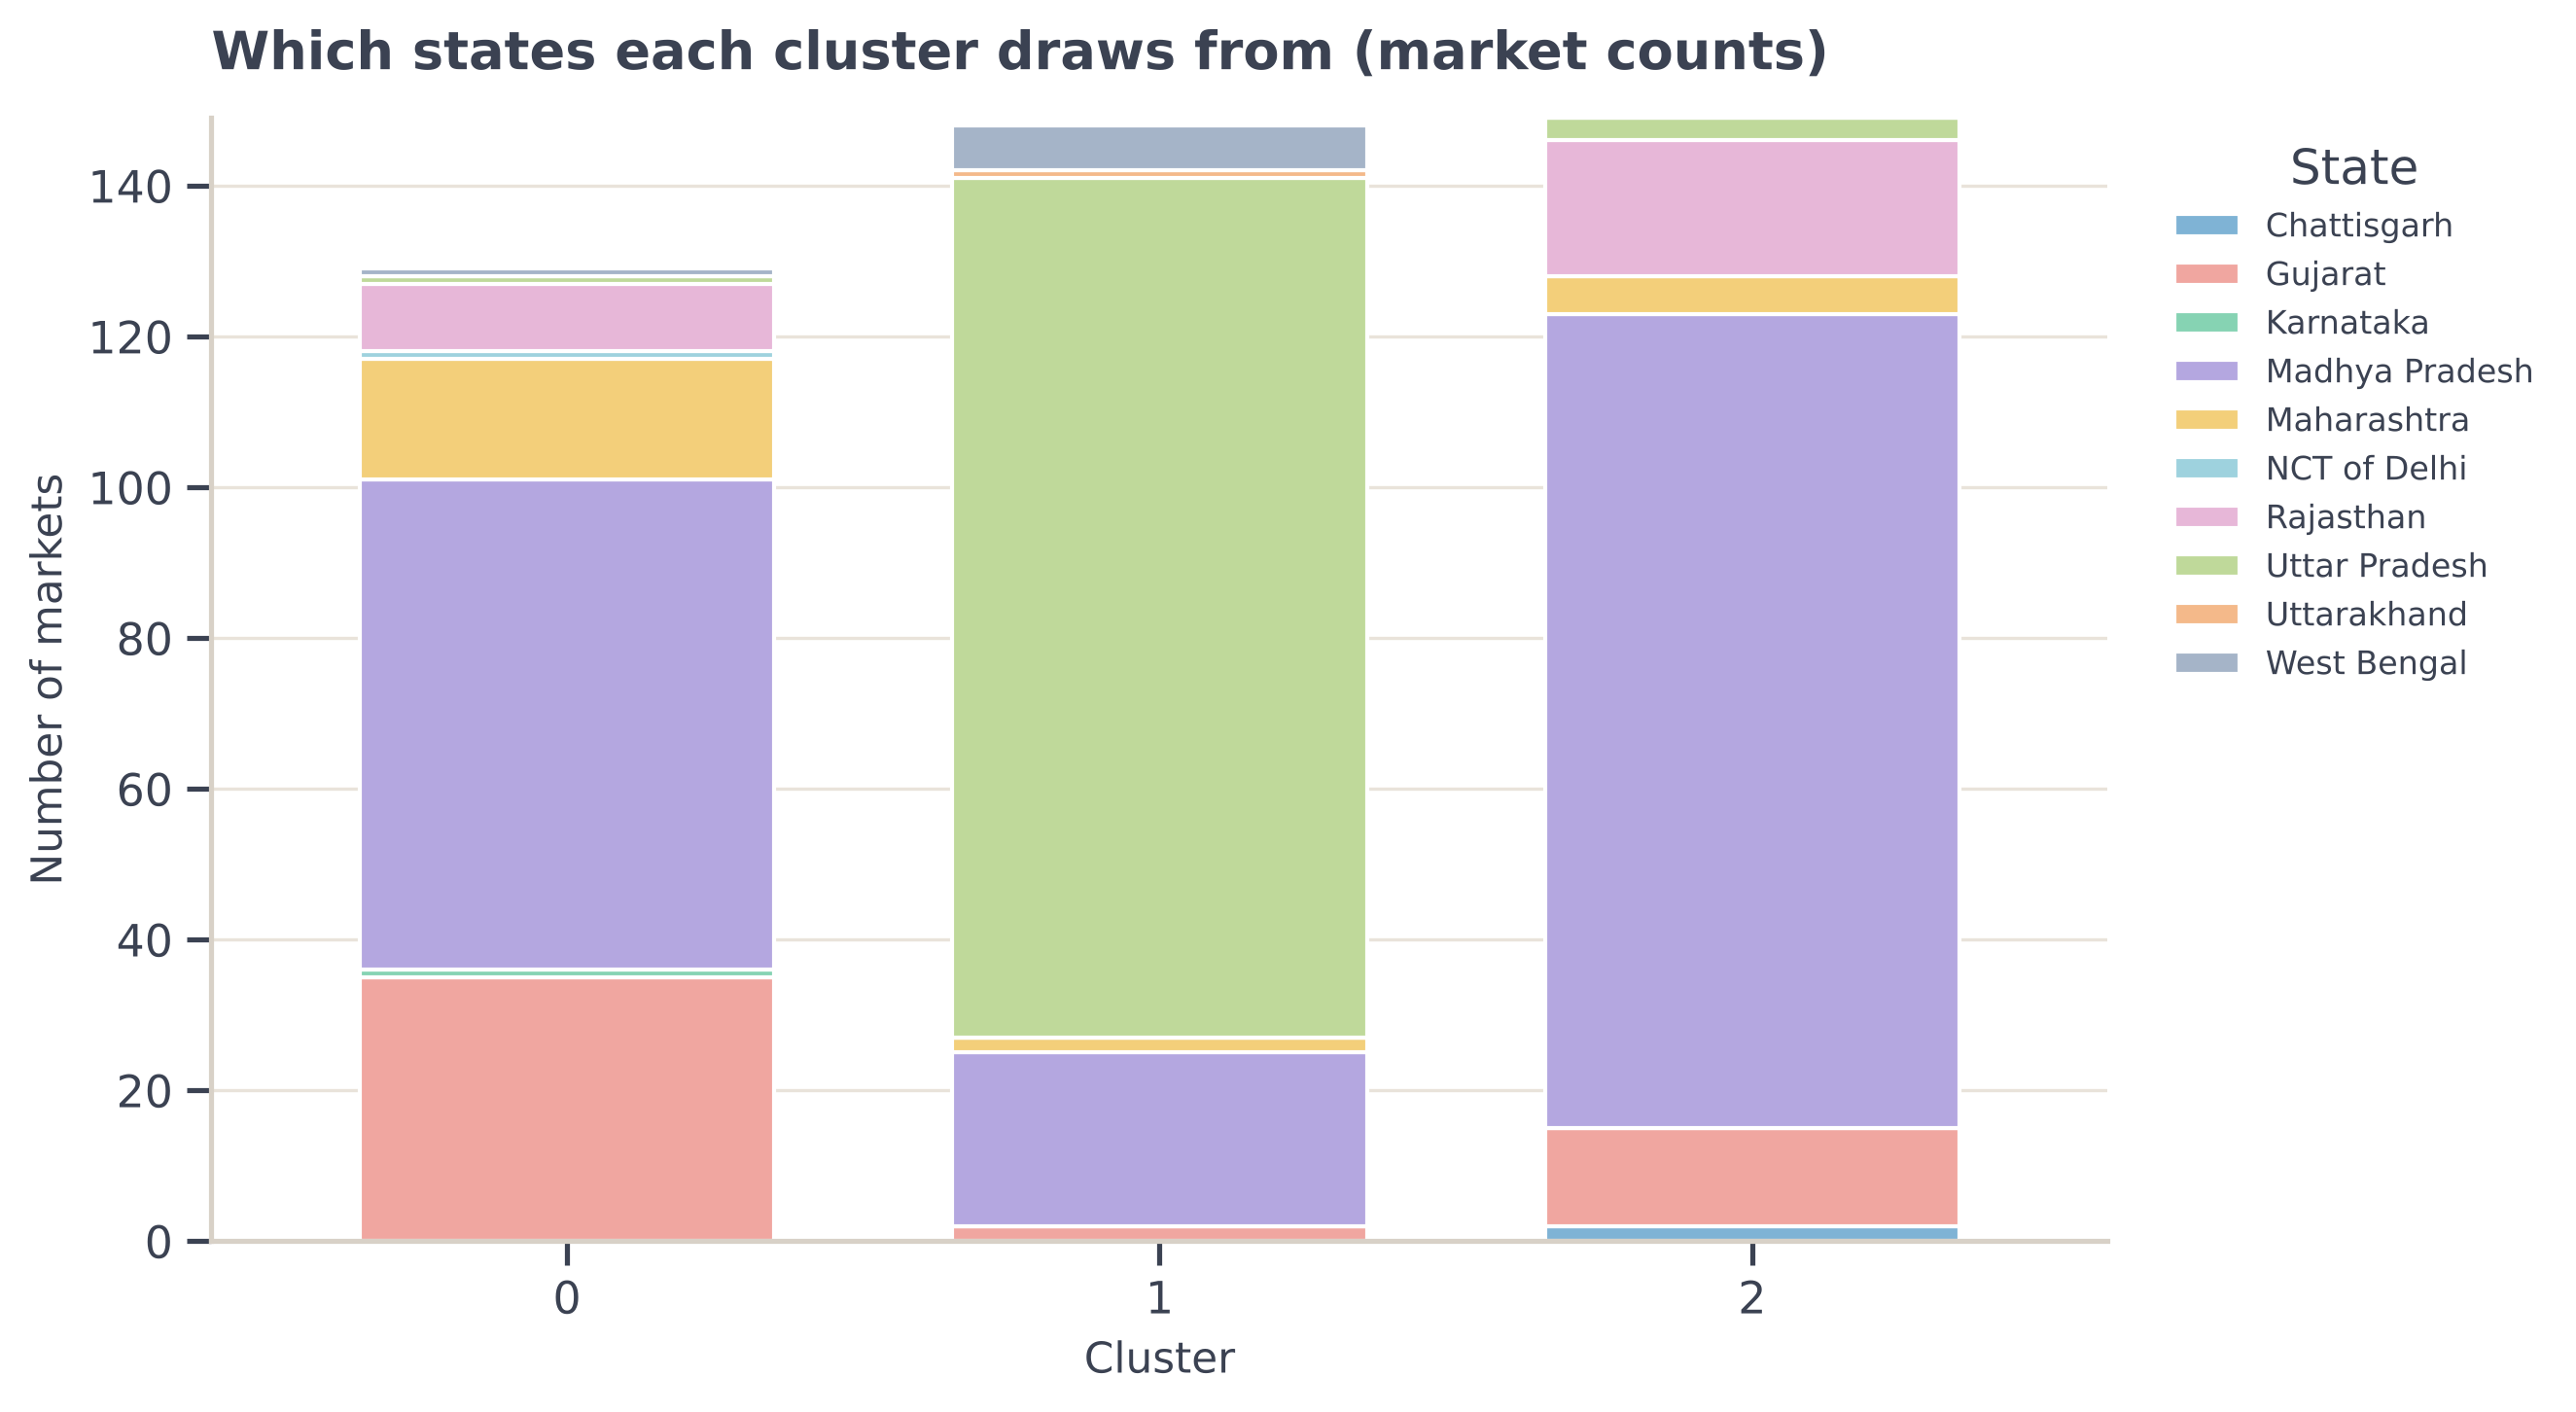 Which states each cluster draws from (market counts)
Number of markets
140
120
100
80
60
40
20
0
0
1
2
Cluster
State
Chattisgarh
Gujarat
Karnataka
Madhya Pradesh
Maharashtra
NCT of Delhi
Rajasthan
Uttar Pradesh
Uttarakhand
West Bengal